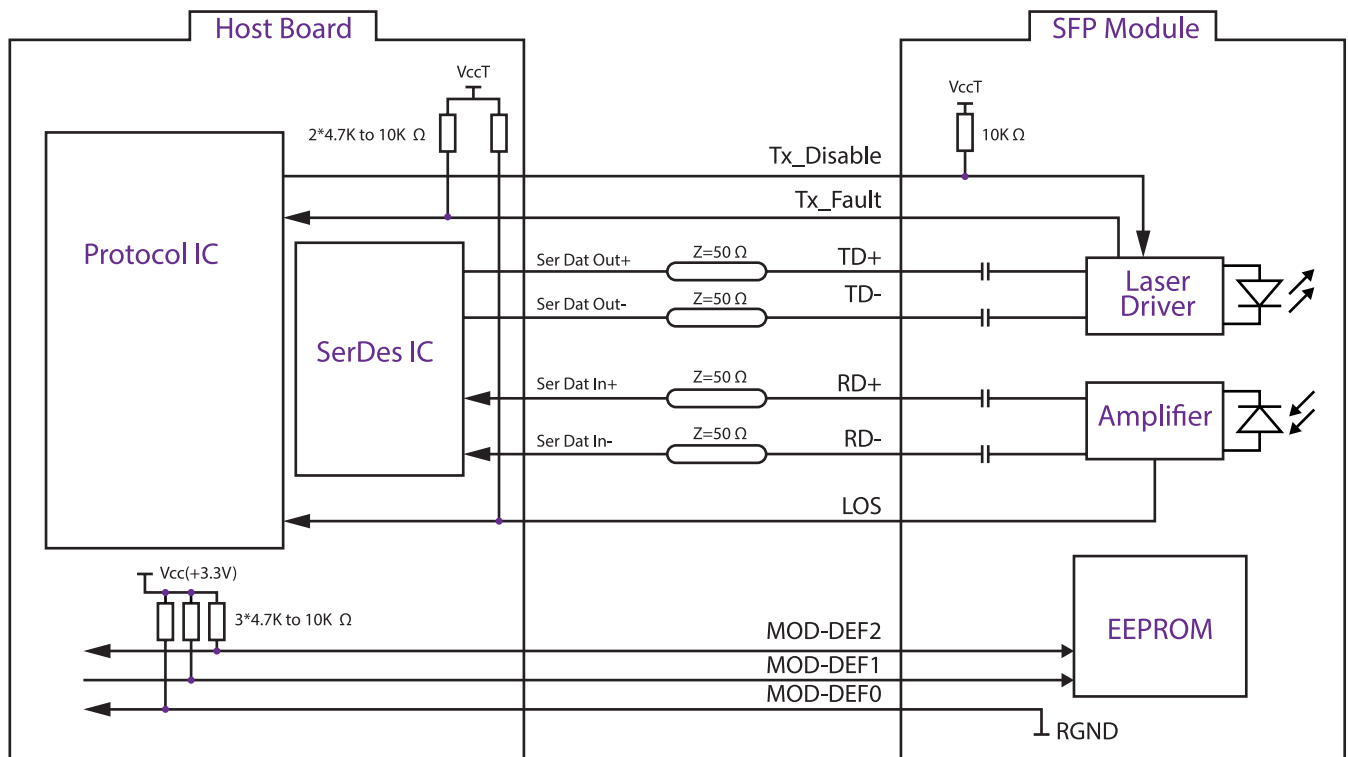 Host Board
SFP Module
VccT
VccT
2*4.7K to 10K Ω
10K Ω
Tx_Disable
Tx_Fault
Protocol IC
Ser Dat Out+
Z=50 Ω
TD+
Ser Dat Out-
Z=50 Ω
TD-
Laser
Driver
SerDes IC
Ser Dat In+
Z=50 Ω
RD+
Ser Dat In-
Z=50 Ω
RD-
Amplifier
LOS
Vcc(+3.3V)
3*4.7K to 10K Ω
MOD-DEF2
MOD-DEF1
MOD-DEF0
EEPROM
RGND